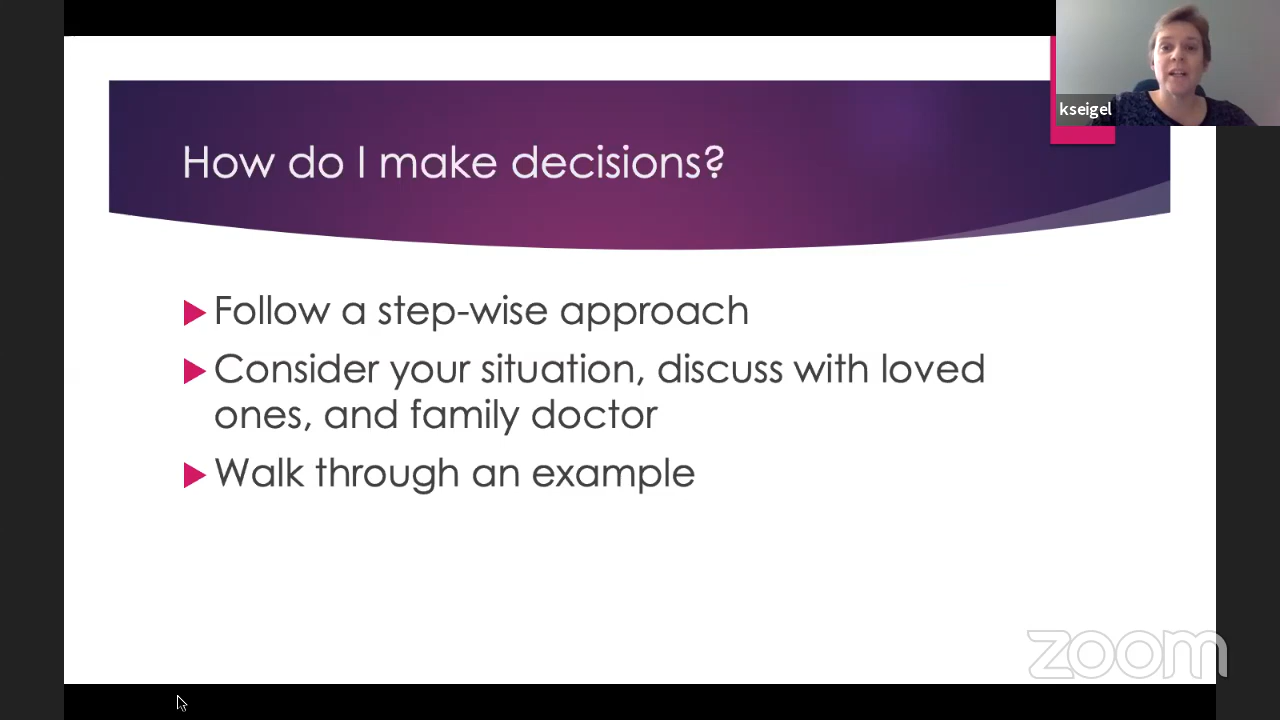 kseigel
How do I make decisions?
Follow a step-wise approach
Consider your situation, discuss with loved
ones, and family doctor
Walk through an example
zoom